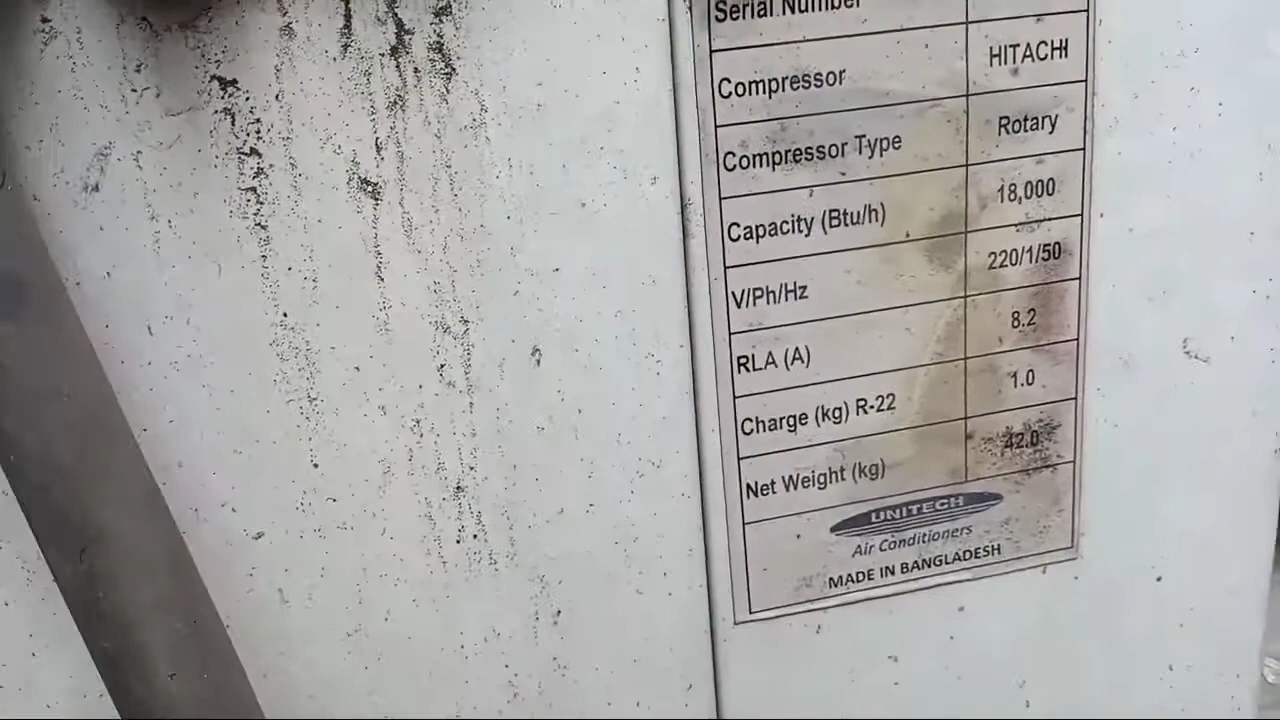 Serial Number
Compressor HITACHI
Compressor Type Rotary
Capacity (Btu/h) 18,000
V/Ph/Hz 220/1/50
RLA (A) 8.2
Charge (kg) R-22 1.0
Net Weight (kg) 42.0
UNITECH
Air Conditioners
MADE IN BANGLADESH